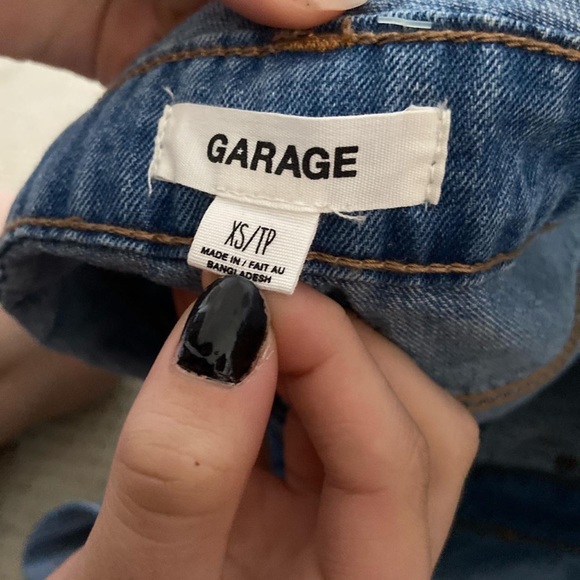 GARAGE
XS/TP
MADE IN / FAIT AU
BANGLADESH